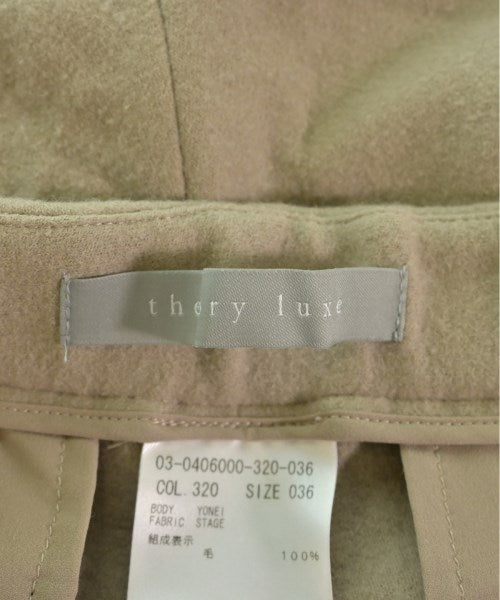 thery luxe
03-0406000-320-036
COL. 320 SIZE 036
BODY YONEI
FABRIC STAGE
組成表示
毛 100%